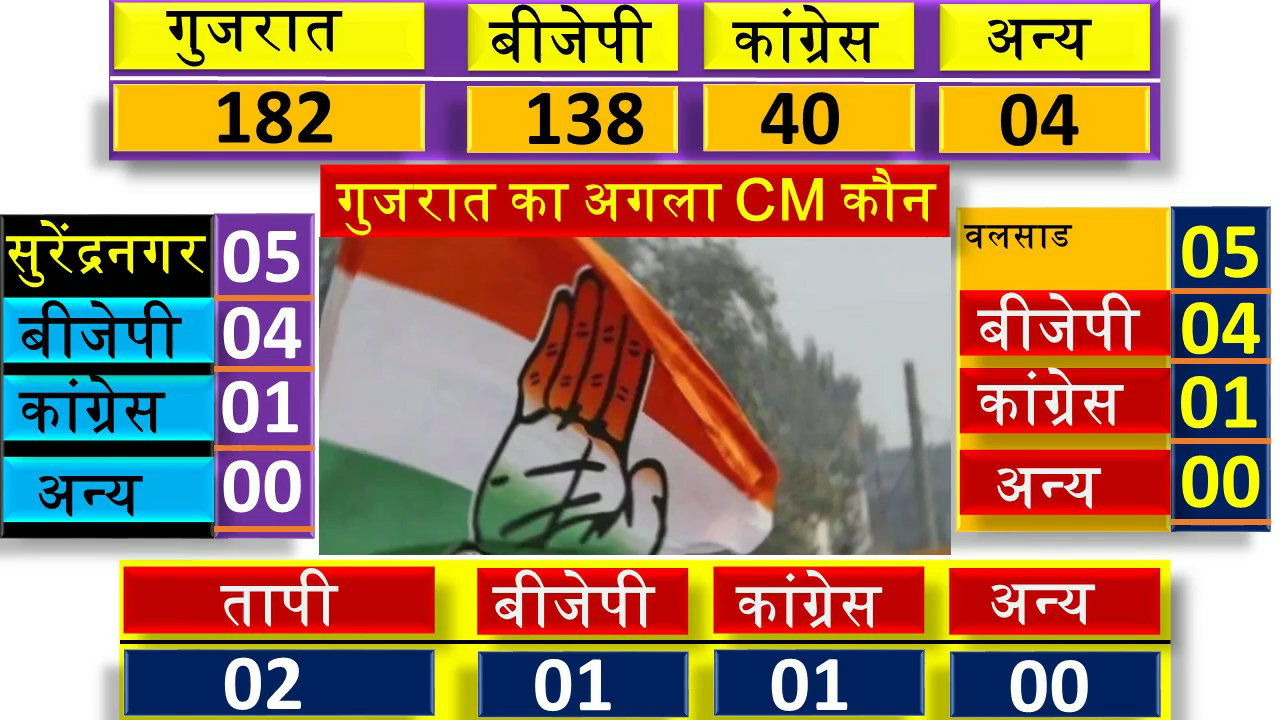 गुजरात बीजेपी कांग्रेस अन्य
182 138 40 04
गुजरात का अगला CM कौन
सुरेंद्रनगर 05
बीजेपी 04
कांग्रेस 01
अन्य 00
वलसाड 05
बीजेपी 04
कांग्रेस 01
अन्य 00
तापी बीजेपी कांग्रेस अन्य
02 01 01 00